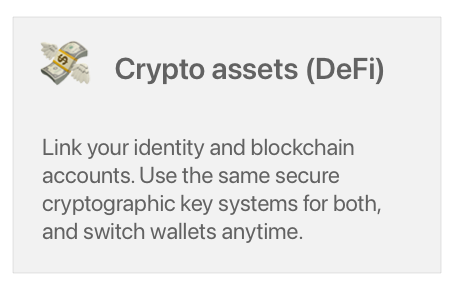 Crypto assets (DeFi)
Link your identity and blockchain
accounts. Use the same secure
cryptographic key systems for both,
and switch wallets anytime.